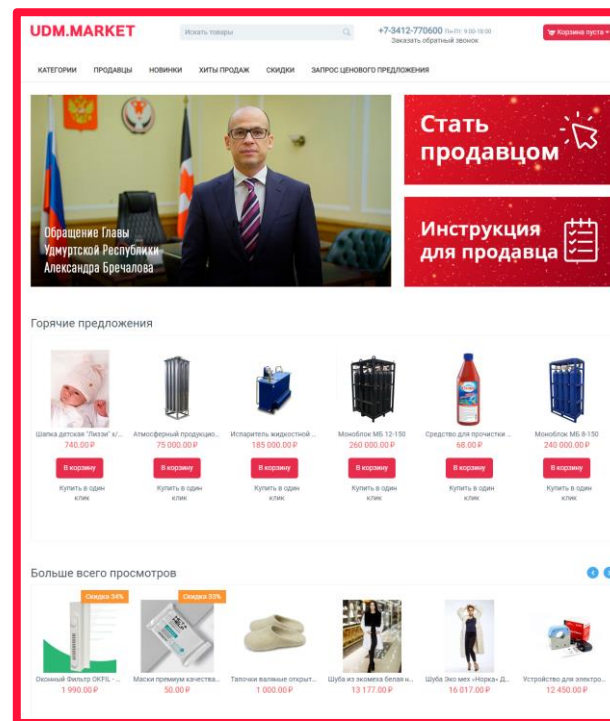 UDM.MARKET
Искать товары
+7-3412-770600 Пн-Пт: 9:00-18:00
Заказать обратный звонок
Корзина пуста
КАТЕГОРИИ ПРОДАВЦЫ НОВИНКИ ХИТЫ ПРОДАЖ СКИДКИ ЗАПРОС ЦЕНОВОГО ПРЕДЛОЖЕНИЯ
Обращение Главы
Удмуртской Республики
Александра Бречалова
Стать
продавцом
Инструкция
для продавца
Горячие предложения
Шапка детская "Лиззи" х/... Атмосферный продукцио... Испаритель жидкостной ... Моноблок МБ 12-150 Средство для прочистки ... Моноблок МБ 8-150
740.00 ₽ 75 000.00 ₽ 185 000.00 ₽ 260 000.00 ₽ 68.00 ₽ 240 000.00 ₽
В корзину В корзину В корзину В корзину В корзину В корзину
Купить в один Купить в один Купить в один Купить в один Купить в один Купить в один
клик клик клик клик клик клик
Больше всего просмотров
Скидка 34% Скидка 33%
Оконный Фильтр OKFIL - ... Маски премиум качества... Тапочки валяные открыт... Шуба из экомеха белая н... Шуба Эко мех «Норка» Д... Устройство для электро...
1 990.00 ₽ 50.00 ₽ 1 000.00 ₽ 13 177.00 ₽ 16 017.00 ₽ 12 450.00 ₽